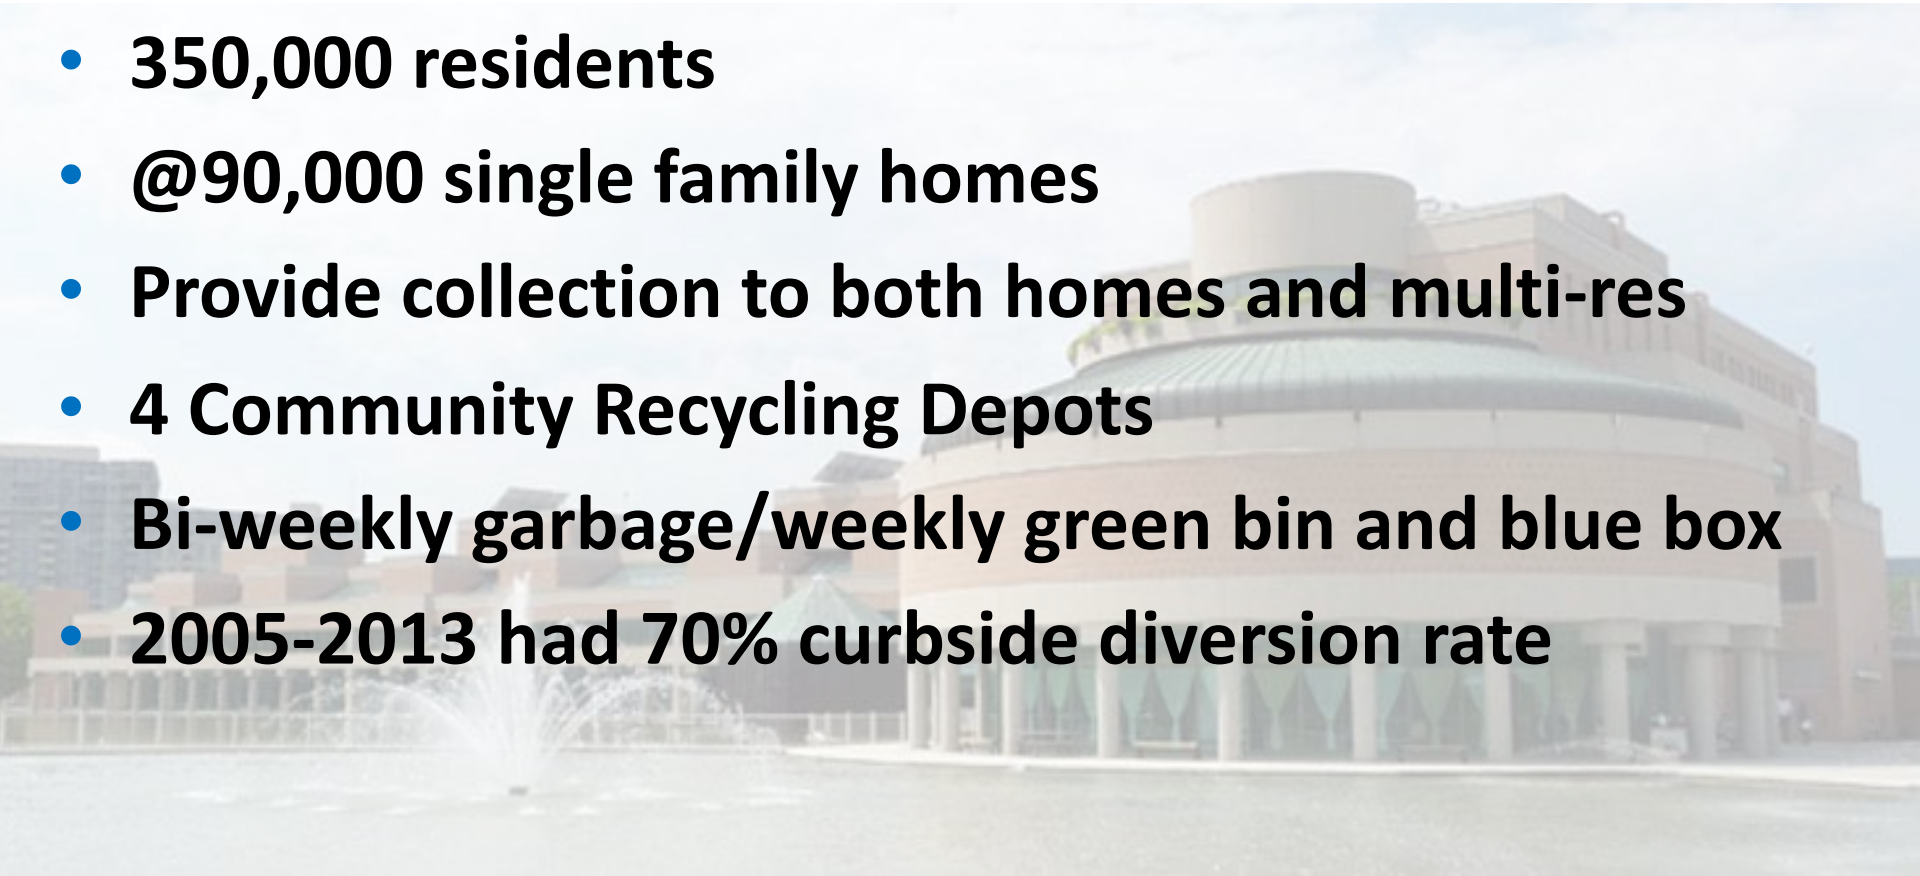 • 350,000 residents
• @90,000 single family homes
• Provide collection to both homes and multi-res
• 4 Community Recycling Depots
• Bi-weekly garbage/weekly green bin and blue box
• 2005-2013 had 70% curbside diversion rate